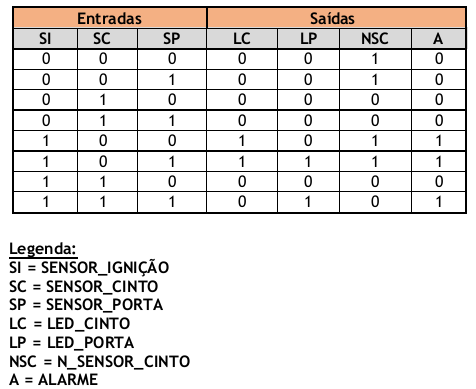 Entradas Saídas
SI SC SP LC LP NSC A
0 0 0 0 0 1 0
0 0 1 0 0 1 0
0 1 0 0 0 0 0
0 1 1 0 0 0 0
1 0 0 1 0 1 1
1 0 1 1 1 1 1
1 1 0 0 0 0 0
1 1 1 0 1 0 1
Legenda:
SI = SENSOR_IGNIÇÃO
SC = SENSOR_CINTO
SP = SENSOR_PORTA
LC = LED_CINTO
LP = LED_PORTA
NSC = N_SENSOR_CINTO
A = ALARME